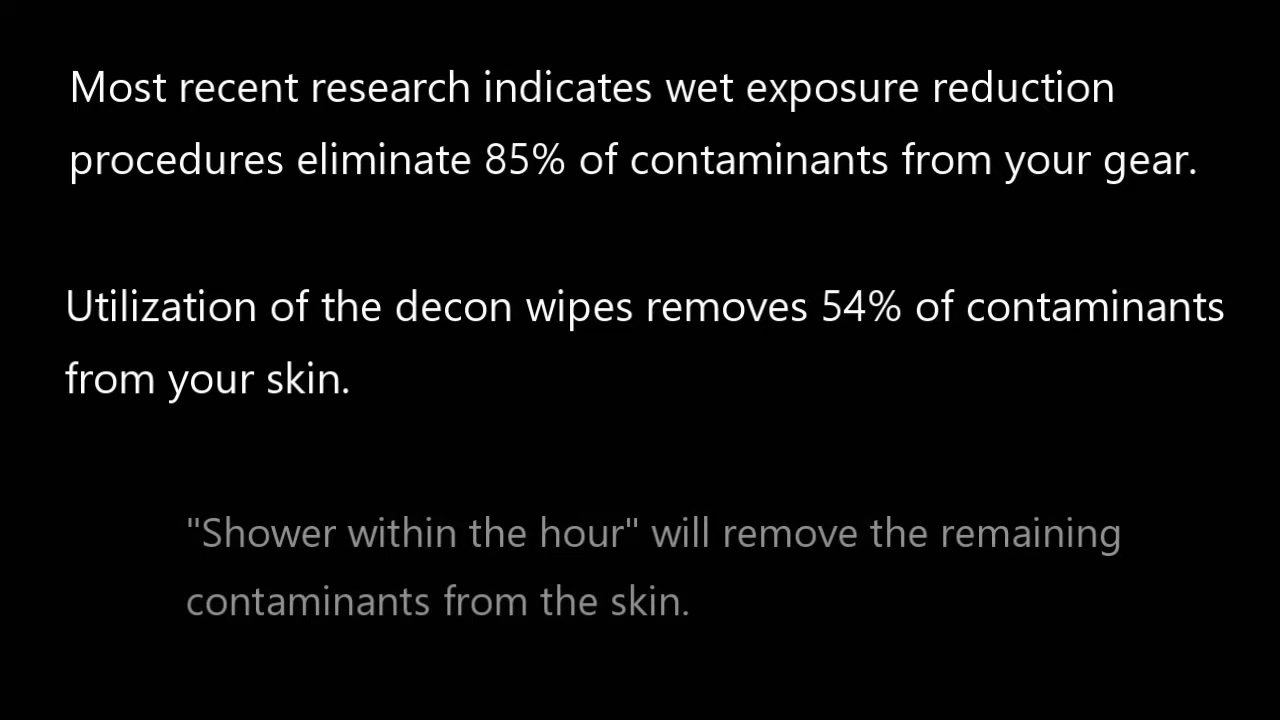 Most recent research indicates wet exposure reduction
procedures eliminate 85% of contaminants from your gear.
Utilization of the decon wipes removes 54% of contaminants
from your skin.
"Shower within the hour" will remove the remaining
contaminants from the skin.